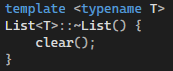 template <typename T>
List<T>::~List() {
    clear();
}